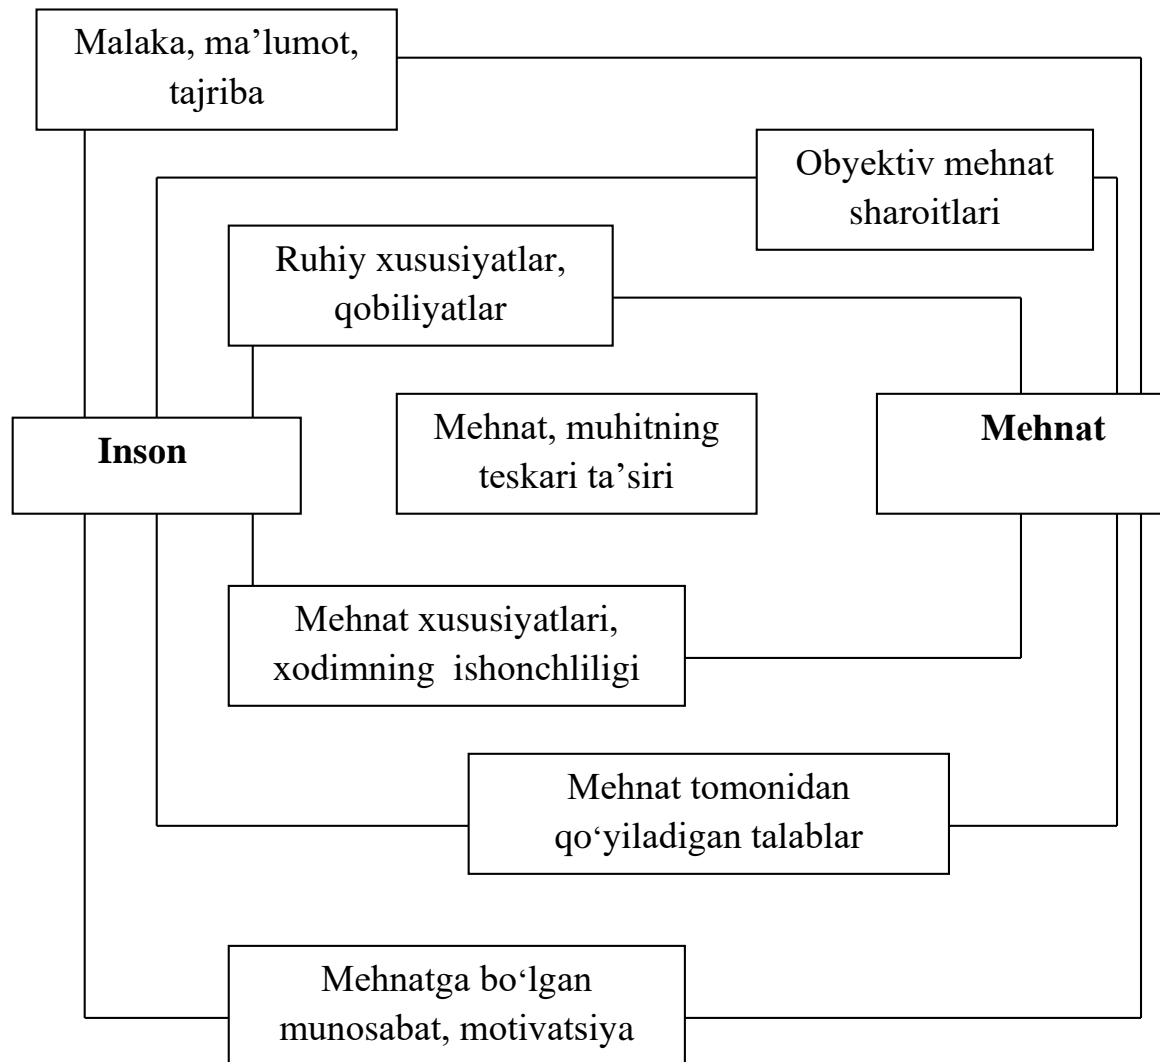 Malaka, ma’lumot,
tajriba
Obyektiv mehnat
sharoitlari
Ruhiy xususiyatlar,
qobiliyatlar
Inson
Mehnat, muhitning
teskari ta’siri
Mehnat
Mehnat xususiyatlari,
xodimning ishonchliligi
Mehnat tomonidan
qo‘yiladigan talablar
Mehnatga bo‘lgan
munosabat, motivatsiya